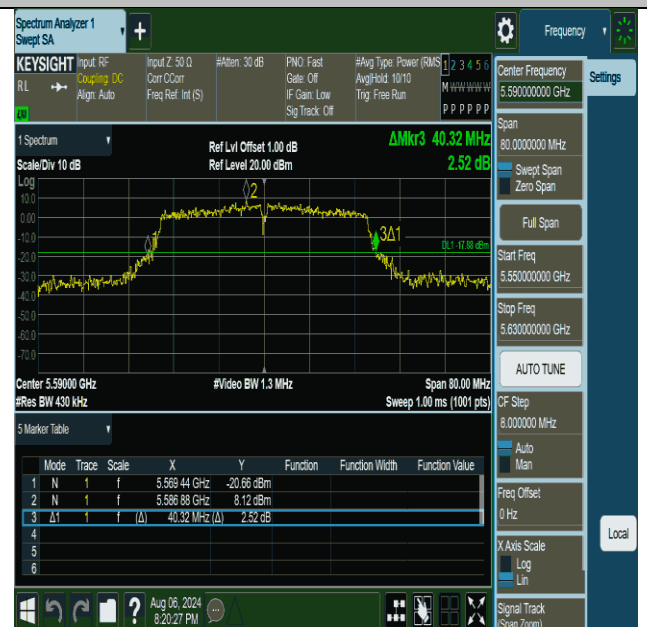 Spectrum Analyzer 1
Swept SA
+
Frequency
KEYSIGHT
RL
LXI
Input: RF
Coupling: DC
Align: Auto
Input Z: 50 Ω
Corr CCorr
Freq Ref: Int (S)
#Atten: 30 dB
PNO: Fast
Gate: Off
IF Gain: Low
Sig Track: Off
#Avg Type: Power (RMS
Avg|Hold: 10/10
Trig: Free Run
1 2 3 4 5 6
M W W W W W
P P P P P P
Center Frequency
5.590000000 GHz
Settings
Span
80.0000000 MHz
Swept Span
Zero Span
Full Span
Start Freq
5.550000000 GHz
Stop Freq
5.630000000 GHz
AUTO TUNE
CF Step
8.000000 MHz
Auto
Man
Freq Offset
0 Hz
X Axis Scale
Log
Lin
Signal Track
(Span Zoom)
Local
1 Spectrum
Scale/Div 10 dB
Ref Lvl Offset 1.00 dB
Ref Level 20.00 dBm
ΔMkr3 40.32 MHz
2.52 dB
Log
10.0
0.00
-10.0
-20.0
-30.0
-40.0
-50.0
-60.0
-70.0
1
2
3Δ1
DL1 -17.88 dBm
Center 5.59000 GHz
#Video BW 1.3 MHz
Span 80.00 MHz
#Res BW 430 kHz
Sweep 1.00 ms (1001 pts)
5 Marker Table
Mode Trace Scale X Y Function Function Width Function Value
1 N 1 f 5.569 44 GHz -20.66 dBm
2 N 1 f 5.586 88 GHz 8.12 dBm
3 Δ1 1 f (Δ) 40.32 MHz (Δ) 2.52 dB
4
5
6
?
Aug 06, 2024
8:20:27 PM